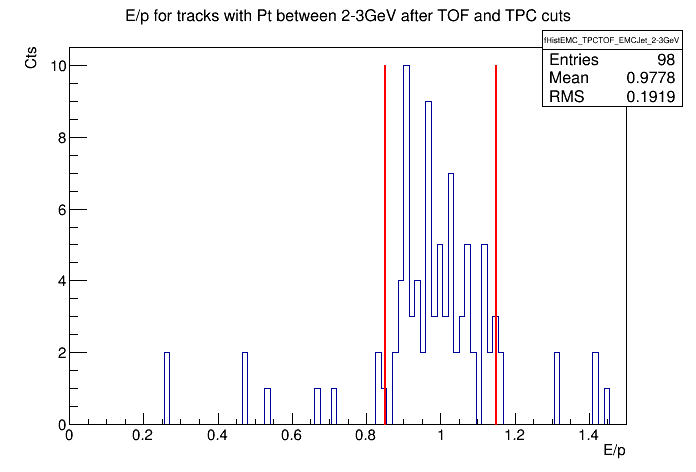 E/p for tracks with Pt between 2-3GeV after TOF and TPC cuts
fHistEMC_TPCTOF_EMCJet_2-3GeV
Entries 98
Mean 0.9778
RMS 0.1919
Cts
10
8
6
4
2
0
0 0.2 0.4 0.6 0.8 1 1.2 1.4
E/p